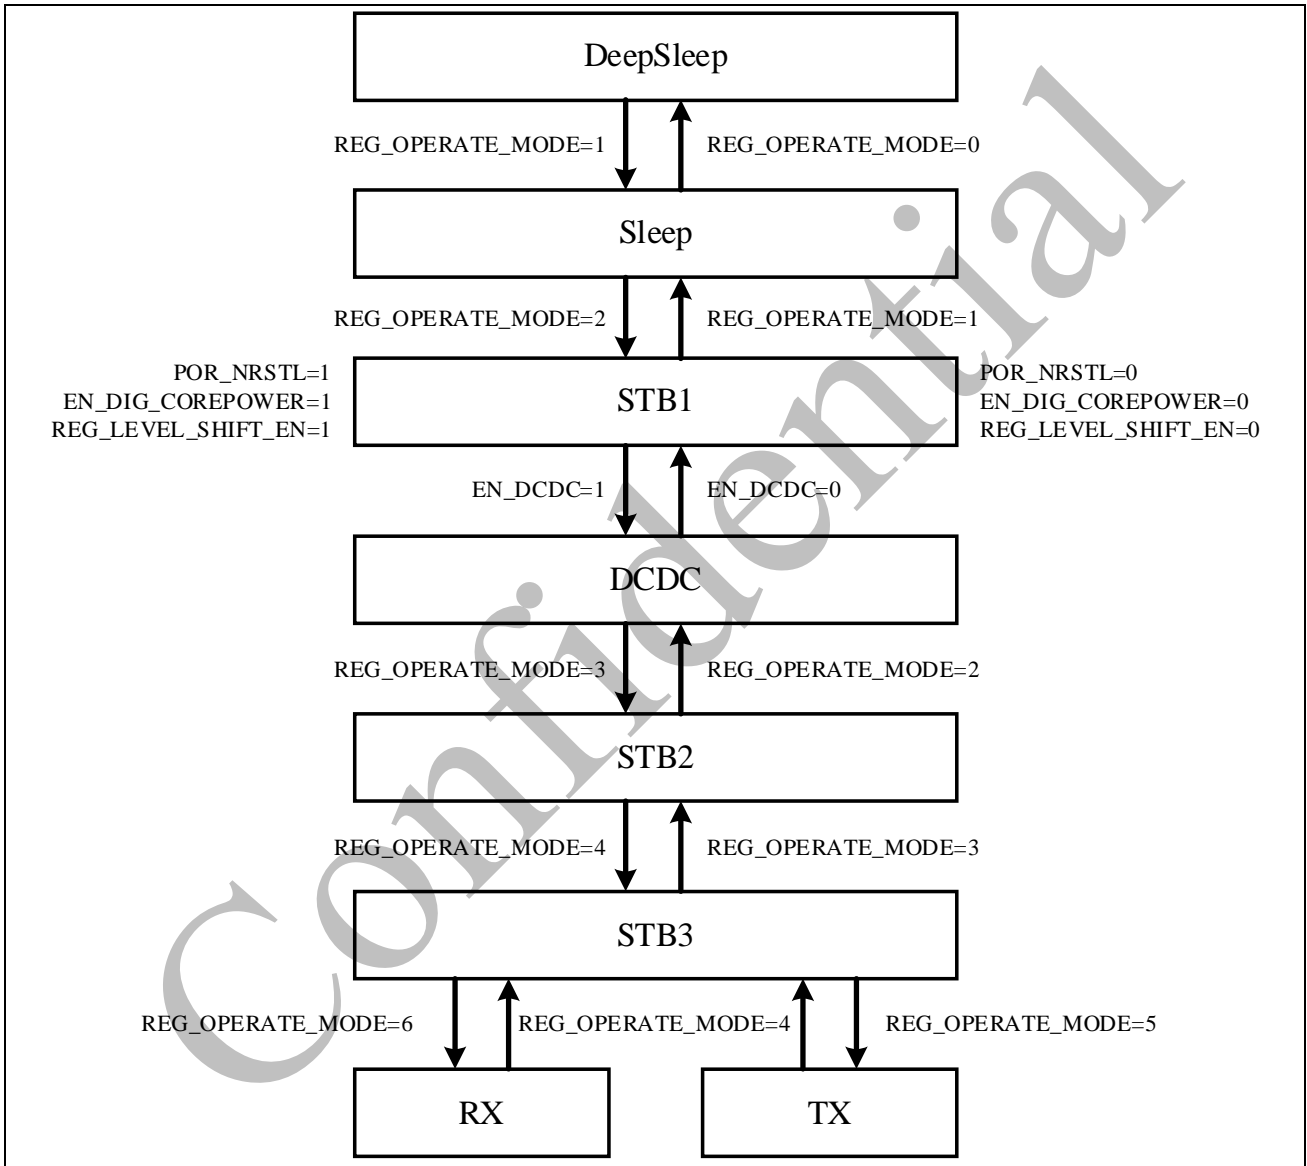 DeepSleep
REG_OPERATE_MODE=1
REG_OPERATE_MODE=0
Sleep
REG_OPERATE_MODE=2
REG_OPERATE_MODE=1
POR_NRSTL=1
EN_DIG_COREPOWER=1
REG_LEVEL_SHIFT_EN=1
STB1
POR_NRSTL=0
EN_DIG_COREPOWER=0
REG_LEVEL_SHIFT_EN=0
EN_DCDC=1
EN_DCDC=0
DCDC
REG_OPERATE_MODE=3
REG_OPERATE_MODE=2
STB2
REG_OPERATE_MODE=4
REG_OPERATE_MODE=3
STB3
REG_OPERATE_MODE=6
REG_OPERATE_MODE=4
REG_OPERATE_MODE=5
RX
TX
Confidential